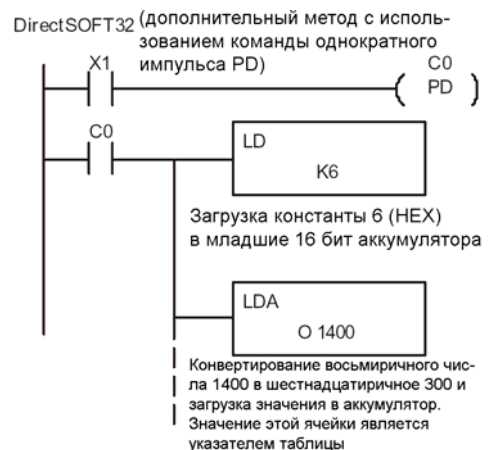 DirectSOFT32 (дополнительный метод с исполь-
зованием команды однократного
импульса PD)
X1
C0
PD
C0
LD
K6
Загрузка константы 6 (HEX)
в младшие 16 бит аккумулятора
LDA
O 1400
Конвертирование восьмиричного чис-
ла 1400 в шестнадцатиричное 300 и
загрузка значения в аккумулятор.
Значение этой ячейки является
указателем таблицы